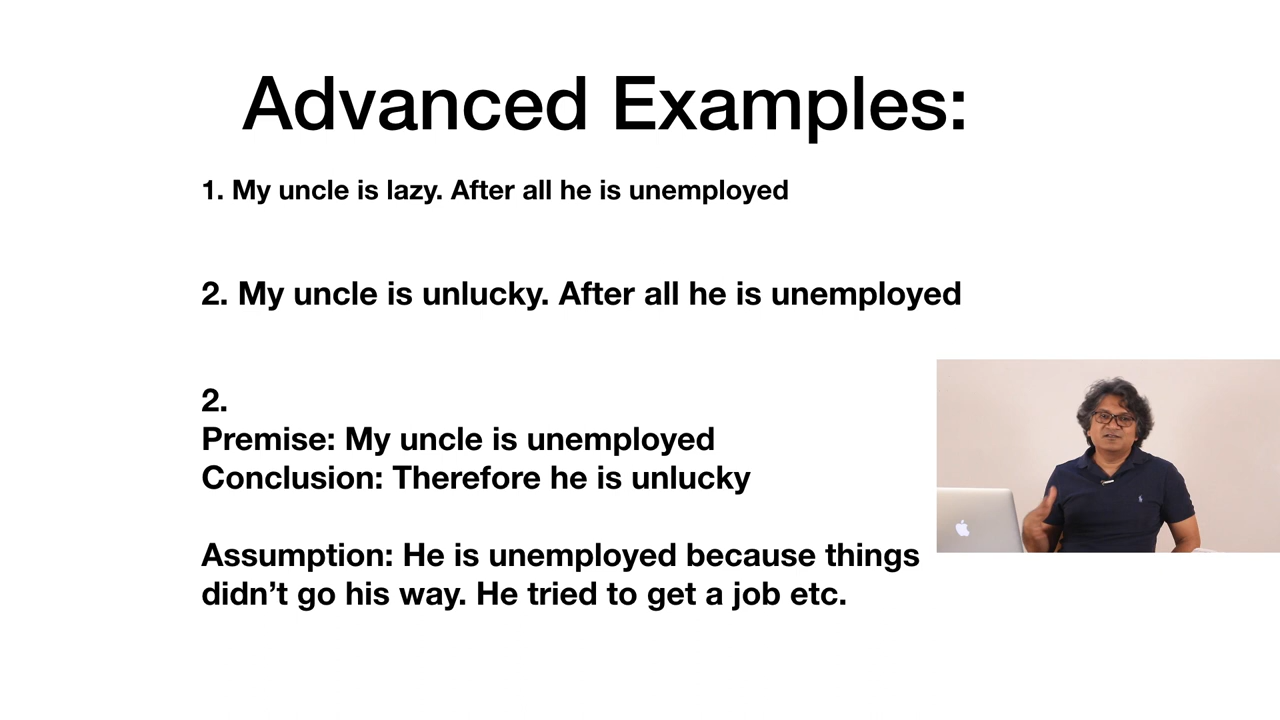 Advanced Examples:
1. My uncle is lazy. After all he is unemployed
2. My uncle is unlucky. After all he is unemployed
2.
Premise: My uncle is unemployed
Conclusion: Therefore he is unlucky
Assumption: He is unemployed because things
didn’t go his way. He tried to get a job etc.